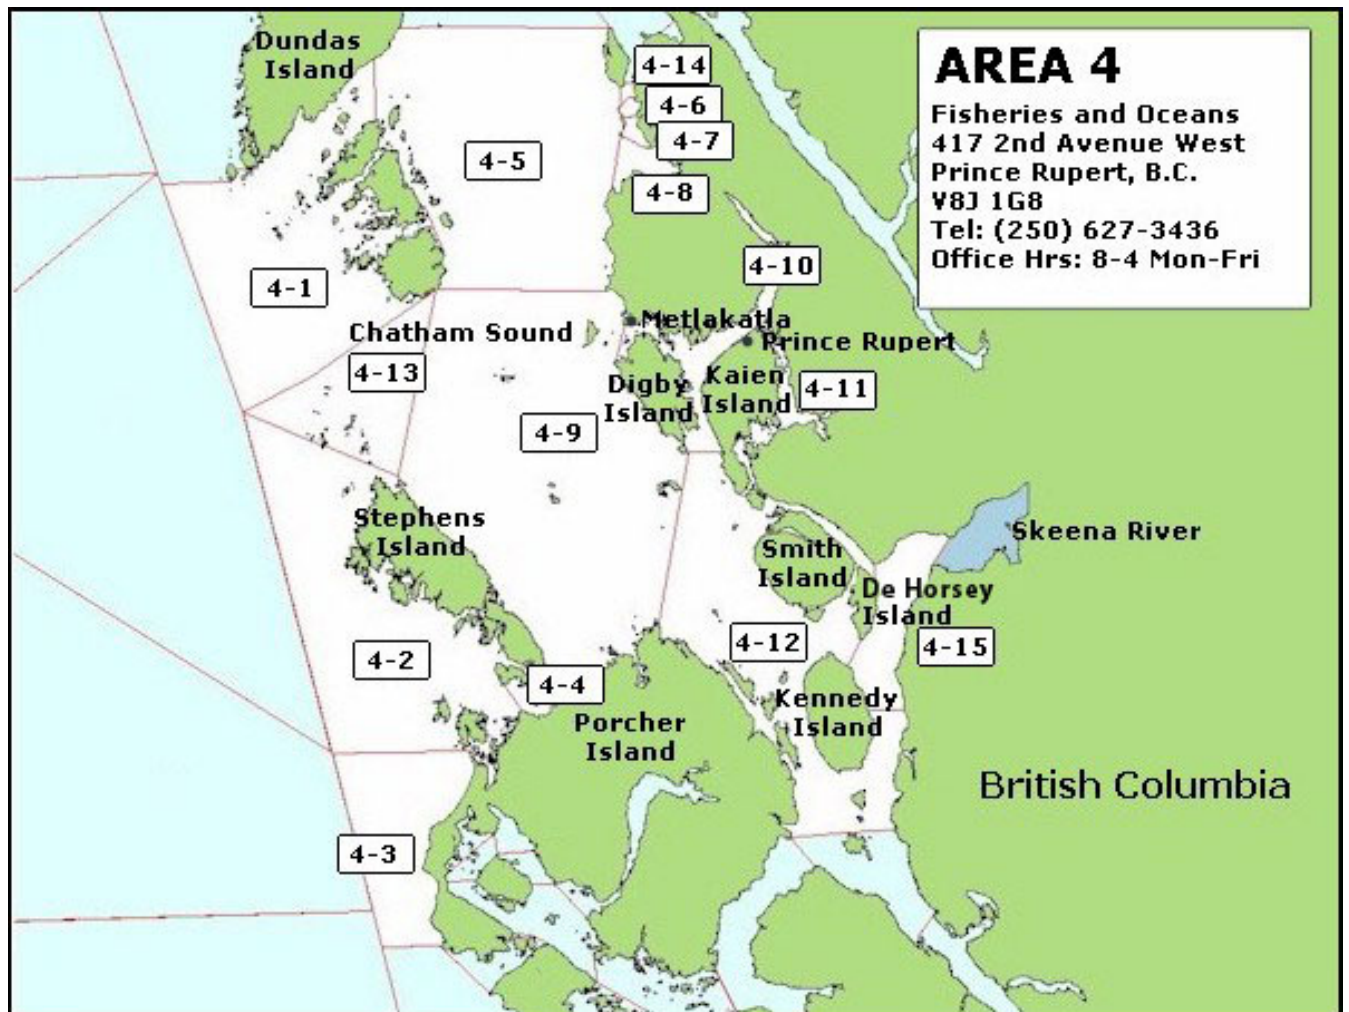 Dundas
Island
4-14
4-6
4-7
4-5
4-8
AREA 4
Fisheries and Oceans
417 2nd Avenue West
Prince Rupert, B.C.
V8J 1G8
Tel: (250) 627-3436
Office Hrs: 8-4 Mon-Fri
4-10
4-1
Metlakatla
Chatham Sound
Prince Rupert
4-13
Digby
Island
Kaien
Island
4-11
4-9
Stephens
Island
Skeena River
Smith
Island
De Horsey
Island
4-12
4-15
4-2
4-4
Kennedy
Island
Porcher
Island
British Columbia
4-3